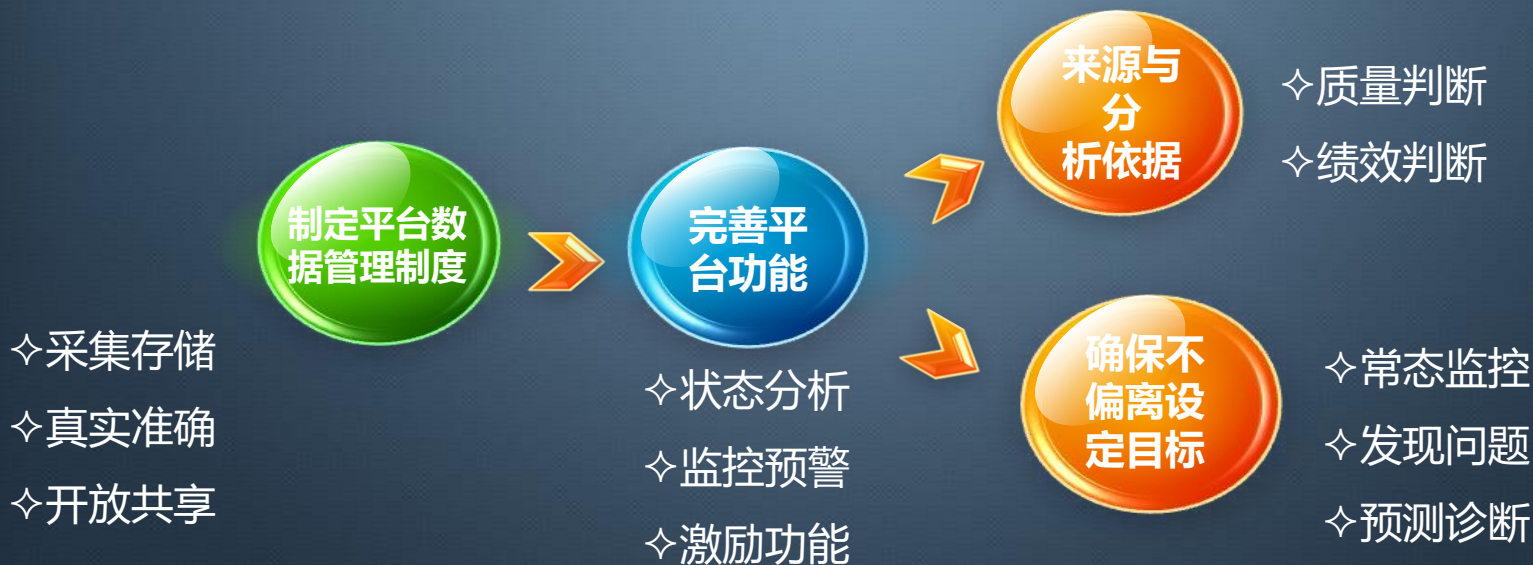 制定平台数
据管理制度
✧采集存储
✧真实准确
✧开放共享
完善平
台功能
✧状态分析
✧监控预警
✧激励功能
来源与
分
析依据
✧质量判断
✧绩效判断
确保不
偏离设
定目标
✧常态监控
✧发现问题
✧预测诊断